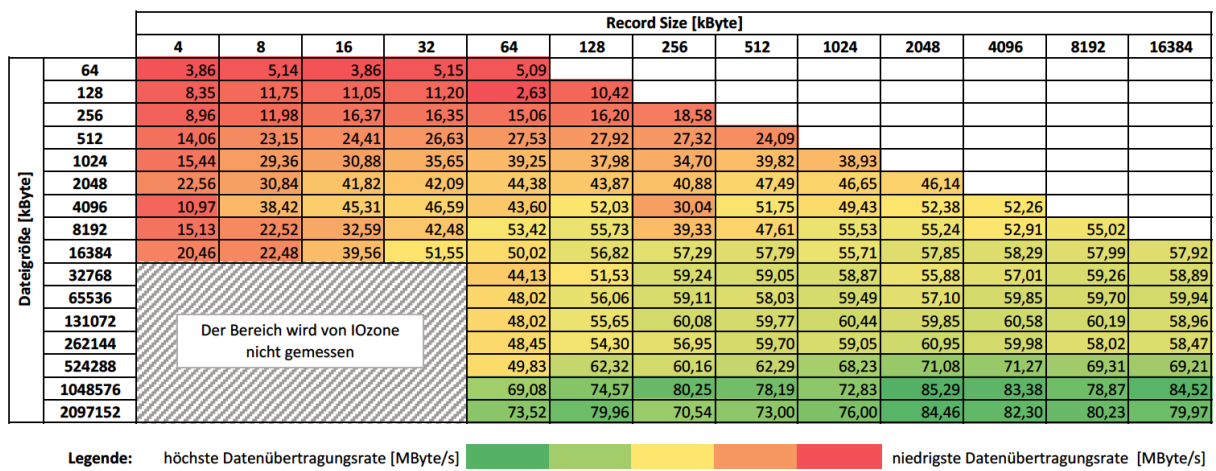 Record Size [kByte]
4 8 16 32 64 128 256 512 1024 2048 4096 8192 16384
Dateigröße [kByte]
64 3,86 5,14 3,86 5,15 5,09
128 8,35 11,75 11,05 11,20 2,63 10,42
256 8,96 11,98 16,37 16,35 15,06 16,20 18,58
512 14,06 23,15 24,41 26,63 27,53 27,92 27,32 24,09
1024 15,44 29,36 30,88 35,65 39,25 37,98 34,70 39,82 38,93
2048 22,56 30,84 41,82 42,09 44,38 43,87 40,88 47,49 46,65 46,14
4096 10,97 38,42 45,31 46,59 43,60 52,03 30,04 51,75 49,43 52,38 52,26
8192 15,13 22,52 32,59 42,48 53,42 55,73 39,33 47,61 55,53 55,24 52,91 55,02
16384 20,46 22,48 39,56 51,55 50,02 56,82 57,29 57,79 55,71 57,85 58,29 57,99 57,92
32768 44,13 51,53 59,24 59,05 58,87 55,88 57,01 59,26 58,89
65536 48,02 56,06 59,11 58,03 59,49 57,10 59,85 59,70 59,94
131072 48,02 55,65 60,08 59,77 60,44 59,85 60,58 60,19 58,96
262144 48,45 54,30 56,95 59,70 59,05 60,95 59,98 58,02 58,47
524288 49,83 62,32 60,16 62,29 68,23 71,08 71,27 69,31 69,21
1048576 69,08 74,57 80,25 78,19 72,83 85,29 83,38 78,87 84,52
2097152 73,52 79,96 70,54 73,00 76,00 84,46 82,30 80,23 79,97
Der Bereich wird von IOzone
nicht gemessen
Legende: höchste Datenübertragungsrate [MByte/s] niedrigste Datenübertragungsrate [MByte/s]